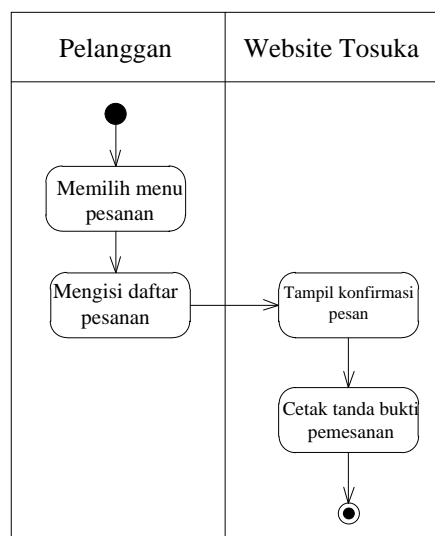 Pelanggan
Website Tosuka
Memilih menu
pesanan
Mengisi daftar
pesanan
Tampil konfirmasi
pesan
Cetak tanda bukti
pemesanan